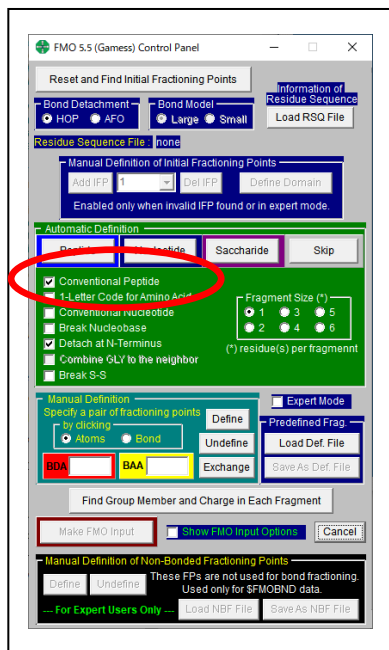 FMO 5.5 (Gamess) Control Panel
Reset and Find Initial Fractioning Points
Information of
Residue Sequence
Bond Detachment
Bond Model
HOP AFO
Large Small
Load RSQ File
Residue Sequence File : none
Manual Definition of Initial Fractioning Points
Add IFP 1 Del IFP Define Domain
Enabled only when invalid IFP found or in expert mode.
Automatic Definition
Peptide Nucleotide Saccharide Skip
Conventional Peptide
1-Letter Code for Amino Acid
Conventional Nucleotide
Break Nucleobase
Detach at N-Terminus
Combine GLY to the neighbor
Break S-S
Fragment Size (*)
1 3 5
2 4 6
(*) residue(s) per fragmennt
Manual Definition
Specify a pair of fractioning points
by clicking
Atoms Bond
BDA BAA
Define
Undefine
Exchange
Expert Mode
Predefined Frag.
Load Def. File
Save As Def. File
Find Group Member and Charge in Each Fragment
Make FMO Input Show FMO Input Options Cancel
Manual Definition of Non-Bonded Fractioning Points
Define Undefine
These FPs are not used for bond fractioning.
Used only for $FMOBND data.
--- For Expert Users Only --- Load NBF File Save As NBF File